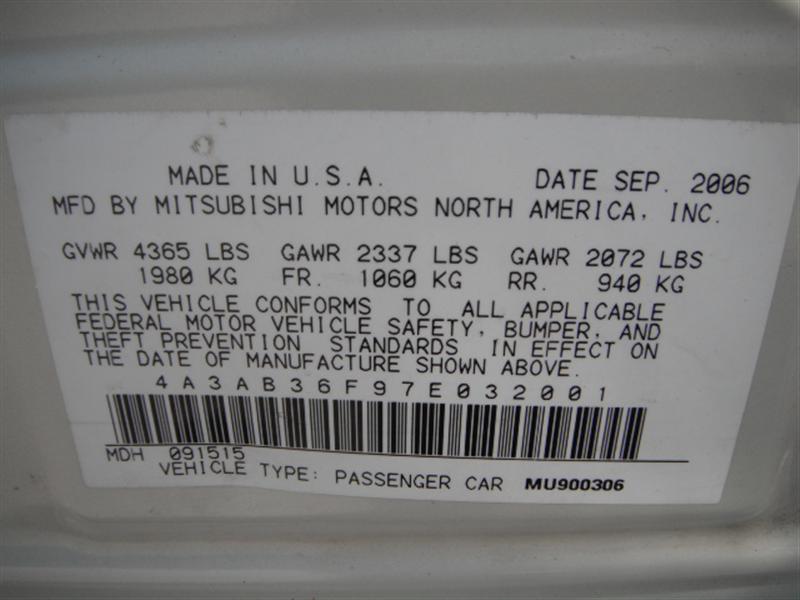 MADE IN U.S.A. DATE SEP. 2006
MFD BY MITSUBISHI MOTORS NORTH AMERICA, INC.
GVWR 4365 LBS GAWR 2337 LBS GAWR 2072 LBS
1980 KG FR. 1060 KG RR. 940 KG
THIS VEHICLE CONFORMS TO ALL APPLICABLE
FEDERAL MOTOR VEHICLE SAFETY, BUMPER, AND
THEFT PREVENTION STANDARDS IN EFFECT ON
THE DATE OF MANUFACTURE SHOWN ABOVE.
4A3AB36F97E032001
MDH 091515
VEHICLE TYPE: PASSENGER CAR MU900306